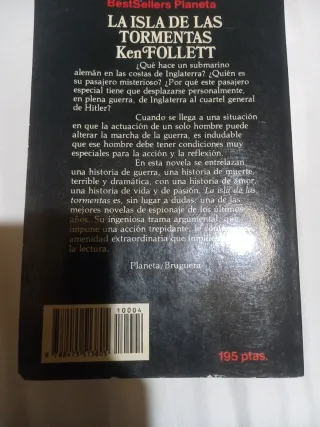 BestSellers Planeta
LA ISLA DE LAS
TORMENTAS
Ken FOLLETT
¿Qué hace un submarino
alemán en las costas de Inglaterra? ¿Quién es
su pasajero misterioso? ¿Por qué este pasajero
especial tiene que desplazarse personalmente,
en plena guerra, de Inglaterra al cuartel general
de Hitler?
Cuando se llega a una situación
en que la actuación de un solo hombre puede
alterar la marcha de la guerra, es indudable
que ese hombre debe tener condiciones muy
especiales para la acción y la reflexión.
En esta novela se entrelazan
una historia de guerra, una historia de muerte,
terrible y dramática, con una historia de amor,
una historia de vida y de pasión. La isla de las
tormentas es, sin lugar a dudas, una de las
mejores novelas de espionaje de los últimos
años. Su ingeniosa trama argumental, que
impone una acción trepidante, le
amenidad extraordinaria que
la lectura.
Planeta/Bruguera
10004
195 ptas.